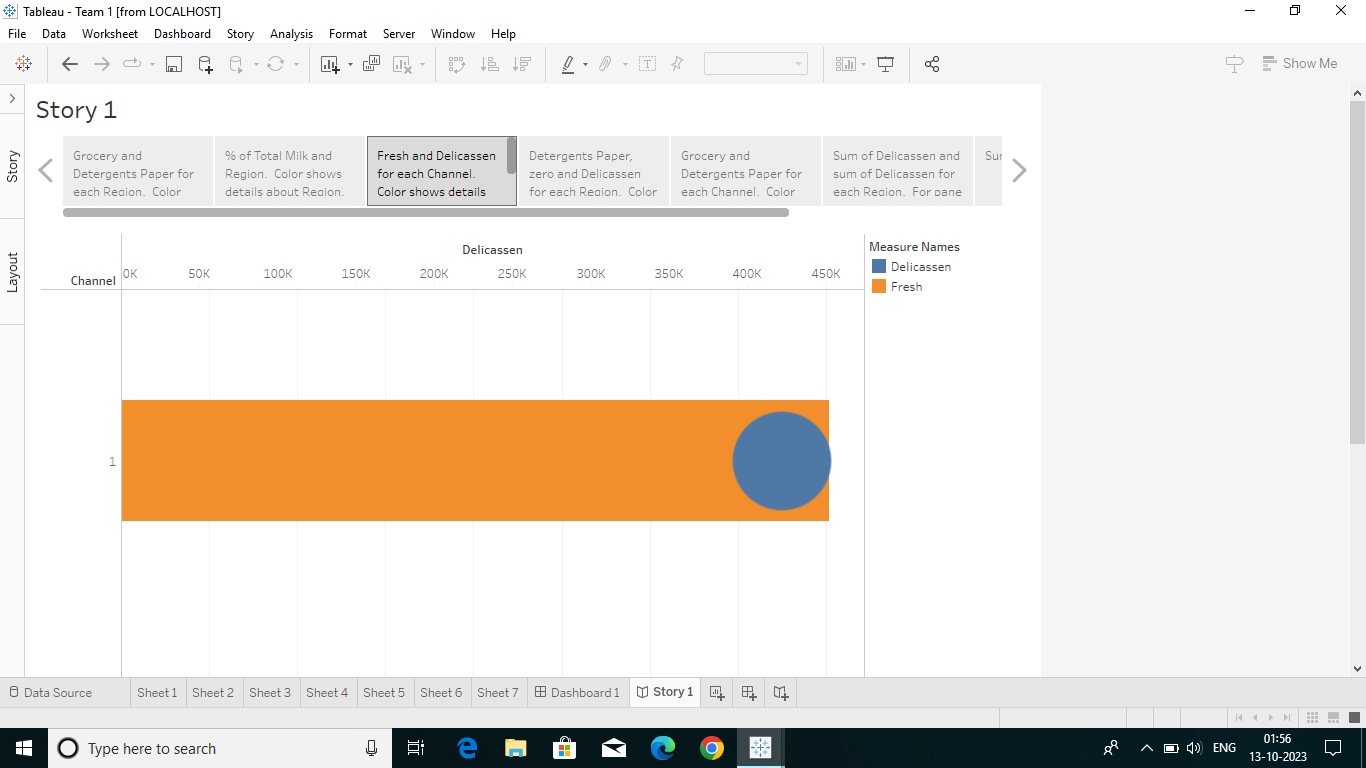 Tableau - Team 1 [from LOCALHOST]
File Data Worksheet Dashboard Story Analysis Format Server Window Help
Show Me
Story
Layout
Story 1
Grocery and
Detergents Paper for
each Region. Color
% of Total Milk and
Region. Color shows
details about Region.
Fresh and Delicassen
for each Channel.
Color shows details
Detergents Paper,
zero and Delicassen
for each Region. Color
Grocery and
Detergents Paper for
each Channel. Color
Sum of Delicassen and
sum of Delicassen for
each Region. For pane
Delicassen
Channel
0K 50K 100K 150K 200K 250K 300K 350K 400K 450K
1
Measure Names
Delicassen
Fresh
Data Source Sheet 1 Sheet 2 Sheet 3 Sheet 4 Sheet 5 Sheet 6 Sheet 7 Dashboard 1 Story 1
Type here to search
ENG
01:56
13-10-2023